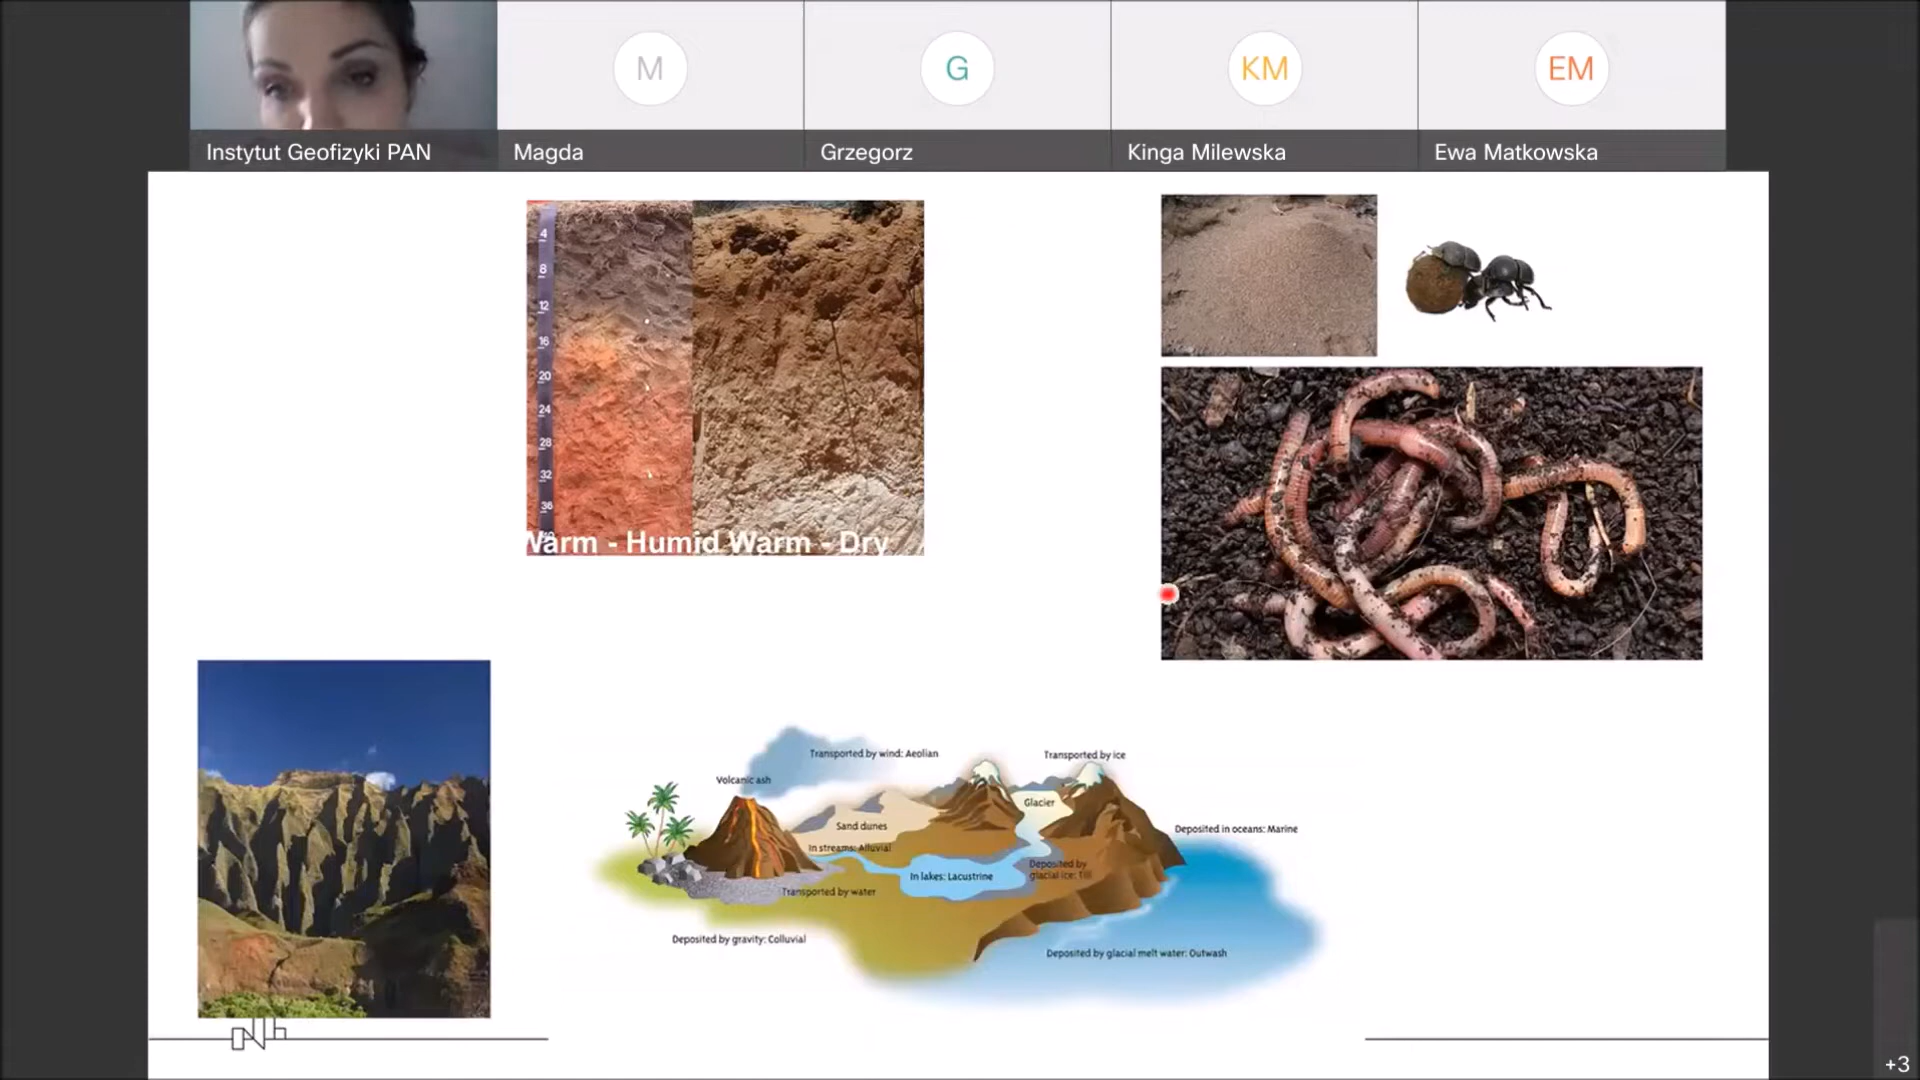 M
G
KM
EM
Instytut Geofizyki PAN
Magda
Grzegorz
Kinga Milewska
Ewa Matkowska
4
8
12
16
20
24
28
32
36
Warm - Humid Warm - Dry
Transported by wind: Aeolian
Transported by ice
Volcanic ash
Glacier
Sand dunes
Deposited in oceans: Marine
In streams: Alluvial
Deposited by
glacial ice: Till
In lakes: Lacustrine
Transported by water
Deposited by gravity: Colluvial
Deposited by glacial melt water: Outwash
+3